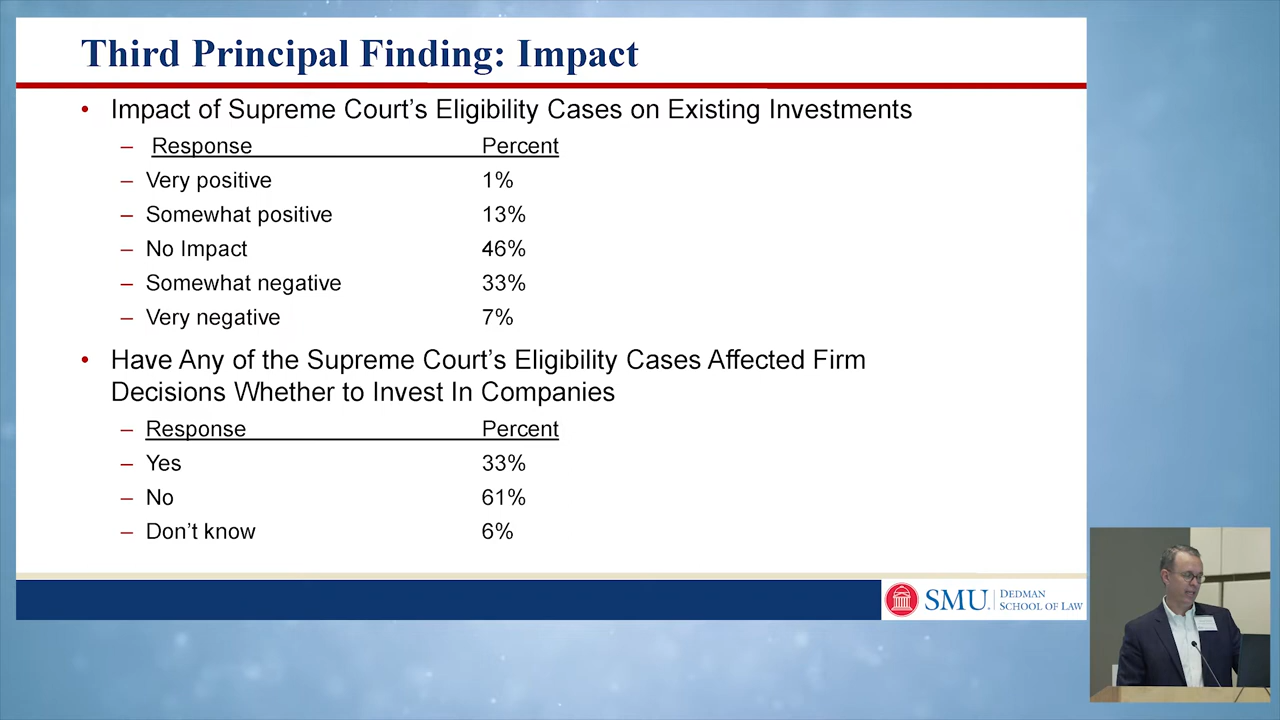 Third Principal Finding: Impact
• Impact of Supreme Court's Eligibility Cases on Existing Investments
– Response Percent
– Very positive 1%
– Somewhat positive 13%
– No Impact 46%
– Somewhat negative 33%
– Very negative 7%
• Have Any of the Supreme Court's Eligibility Cases Affected Firm
Decisions Whether to Invest In Companies
– Response Percent
– Yes 33%
– No 61%
– Don't know 6%
SMU. DEDMAN
SCHOOL OF LAW